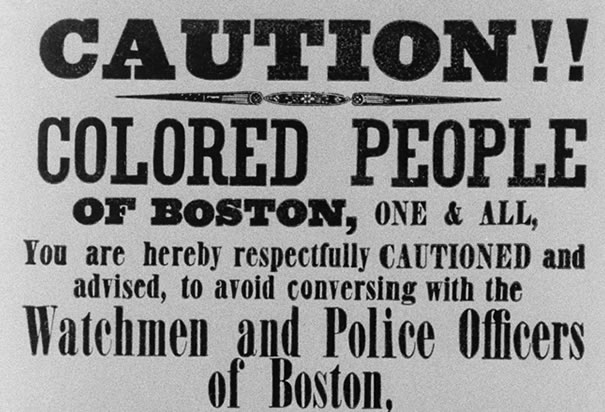 CAUTION!!
COLORED PEOPLE
OF BOSTON, ONE & ALL,
You are hereby respectfully CAUTIONED and
advised, to avoid conversing with the
Watchmen and Police Officers
of Boston,